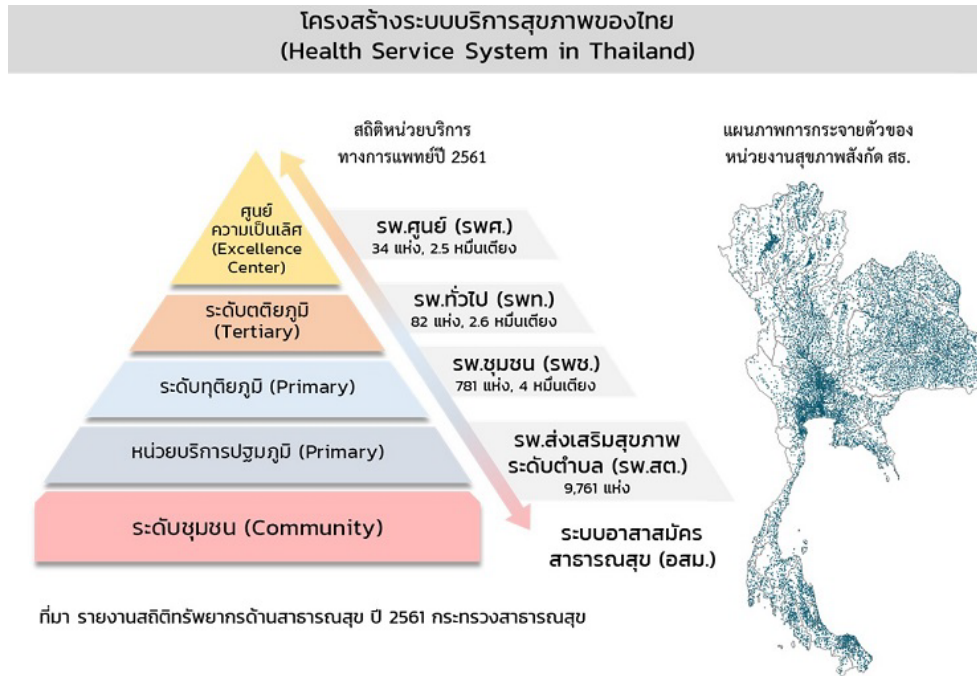 โครงสร้างระบบบริการสุขภาพของไทย
(Health Service System in Thailand)
สถิติหน่วยบริการ
ทางการแพทย์ปี 2561
แผนภาพการกระจายตัวของ
หน่วยงานสุขภาพสังกัด สธ.
ศูนย์
ความเป็นเลิศ
(Excellence
Center)
รพ.ศูนย์ (รพศ.)
34 แห่ง, 2.5 หมื่นเตียง
ระดับตติยภูมิ
(Tertiary)
รพ.ทั่วไป (รพท.)
82 แห่ง, 2.6 หมื่นเตียง
ระดับทุติยภูมิ (Primary)
รพ.ชุมชน (รพช.)
781 แห่ง, 4 หมื่นเตียง
หน่วยบริการปฐมภูมิ (Primary)
รพ.ส่งเสริมสุขภาพ
ระดับตำบล (รพ.สต.)
9,761 แห่ง
ระดับชุมชน (Community)
ระบบอาสาสมัคร
สาธารณสุข (อสม.)
ที่มา รายงานสถิติทรัพยากรด้านสาธารณสุข ปี 2561 กระทรวงสาธารณสุข